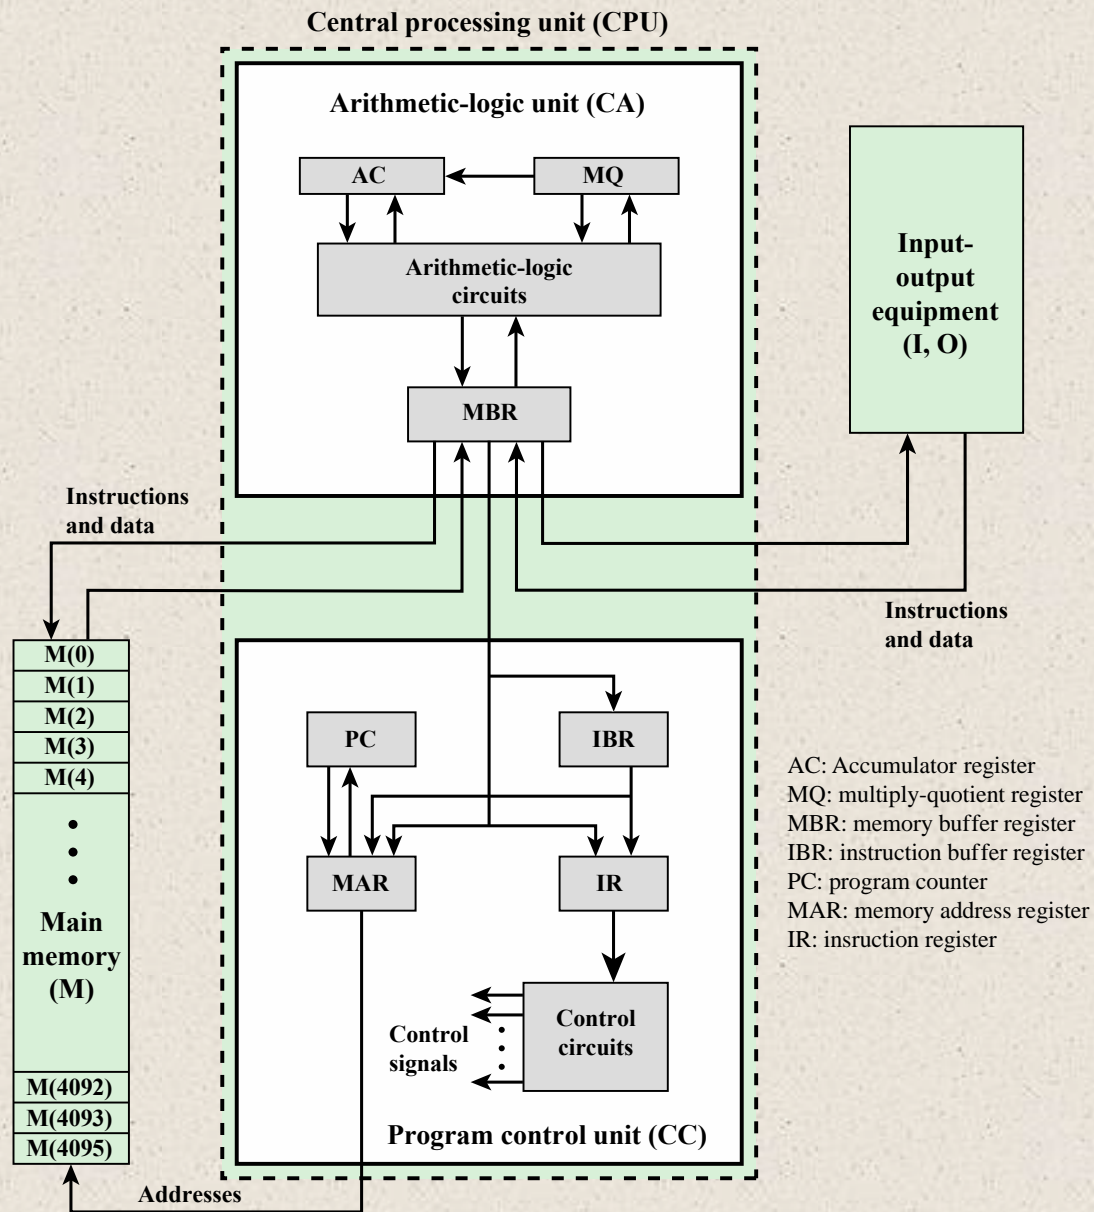 Central processing unit (CPU)
Arithmetic-logic unit (CA)
AC
MQ
Arithmetic-logic
circuits
MBR
Input-
output
equipment
(I, O)
Instructions
and data
Instructions
and data
M(0)
M(1)
M(2)
M(3)
M(4)
Main
memory
(M)
M(4092)
M(4093)
M(4095)
PC
IBR
MAR
IR
Control
signals
Control
circuits
Program control unit (CC)
Addresses
AC: Accumulator register
MQ: multiply-quotient register
MBR: memory buffer register
IBR: instruction buffer register
PC: program counter
MAR: memory address register
IR: insruction register